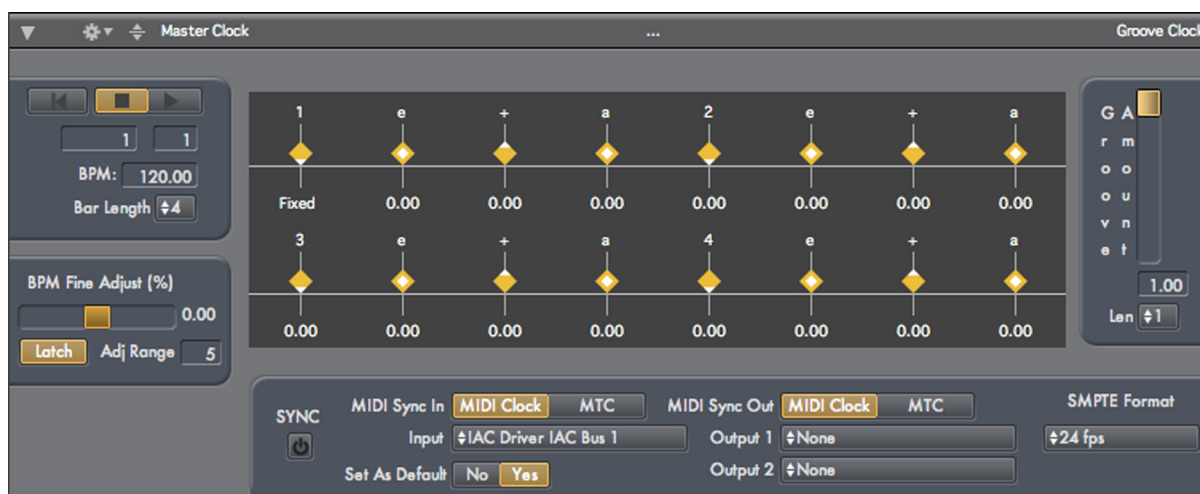 Master Clock ... Groove Clock
1 1
BPM: 120.00
Bar Length 4
BPM Fine Adjust (%)
0.00
Latch Adj Range 5
1 e + a 2 e + a
Fixed 0.00 0.00 0.00 0.00 0.00 0.00 0.00
3 e + a 4 e + a
0.00 0.00 0.00 0.00 0.00 0.00 0.00 0.00
Groove Amount
1.00
Len 1
SYNC
MIDI Sync In MIDI Clock MTC
Input IAC Driver IAC Bus 1
Set As Default No Yes
MIDI Sync Out MIDI Clock MTC
Output 1 None
Output 2 None
SMPTE Format
24 fps